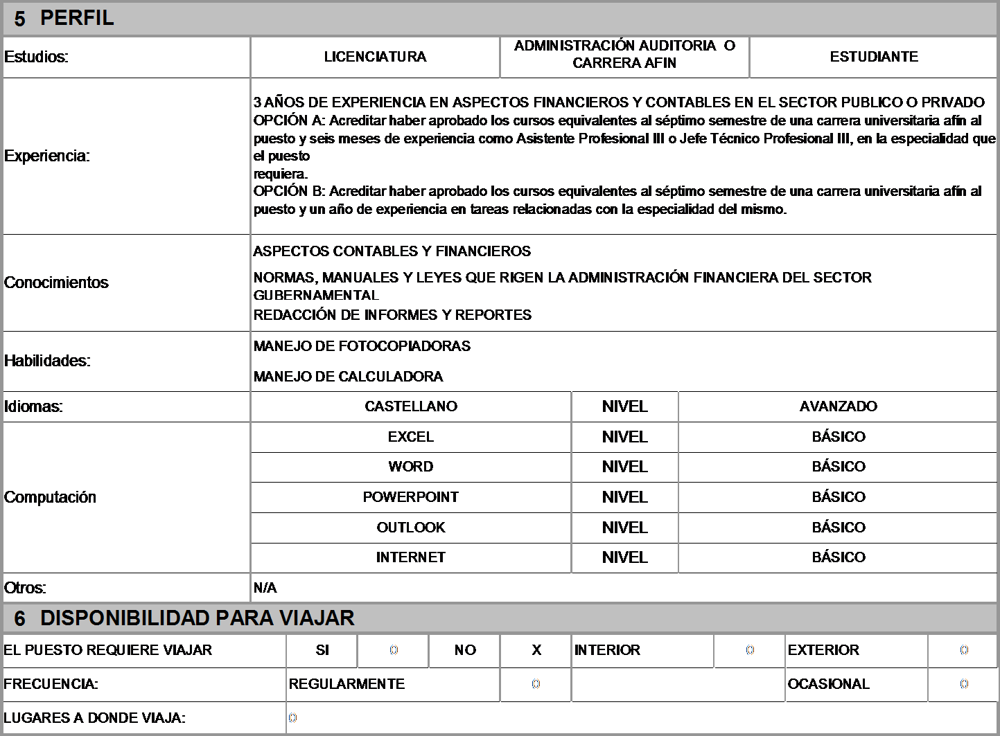 5 PERFIL
Estudios: LICENCIATURA ADMINISTRACIÓN AUDITORIA O CARRERA AFIN ESTUDIANTE
Experiencia:
3 AÑOS DE EXPERIENCIA EN ASPECTOS FINANCIEROS Y CONTABLES EN EL SECTOR PUBLICO O PRIVADO
OPCIÓN A: Acreditar haber aprobado los cursos equivalentes al séptimo semestre de una carrera universitaria afín al
puesto y seis meses de experiencia como Asistente Profesional III o Jefe Técnico Profesional III, en la especialidad que
el puesto
requiera.
OPCIÓN B: Acreditar haber aprobado los cursos equivalentes al séptimo semestre de una carrera universitaria afín al
puesto y un año de experiencia en tareas relacionadas con la especialidad del mismo.
Conocimientos
ASPECTOS CONTABLES Y FINANCIEROS
NORMAS, MANUALES Y LEYES QUE RIGEN LA ADMINISTRACIÓN FINANCIERA DEL SECTOR
GUBERNAMENTAL
REDACCIÓN DE INFORMES Y REPORTES
Habilidades:
MANEJO DE FOTOCOPIADORAS
MANEJO DE CALCULADORA
Idiomas: CASTELLANO NIVEL AVANZADO
Computación
EXCEL NIVEL BÁSICO
WORD NIVEL BÁSICO
POWERPOINT NIVEL BÁSICO
OUTLOOK NIVEL BÁSICO
INTERNET NIVEL BÁSICO
Otros: N/A
6 DISPONIBILIDAD PARA VIAJAR
EL PUESTO REQUIERE VIAJAR SI 0 NO X INTERIOR 0 EXTERIOR 0
FRECUENCIA: REGULARMENTE 0 OCASIONAL 0
LUGARES A DONDE VIAJA: 0